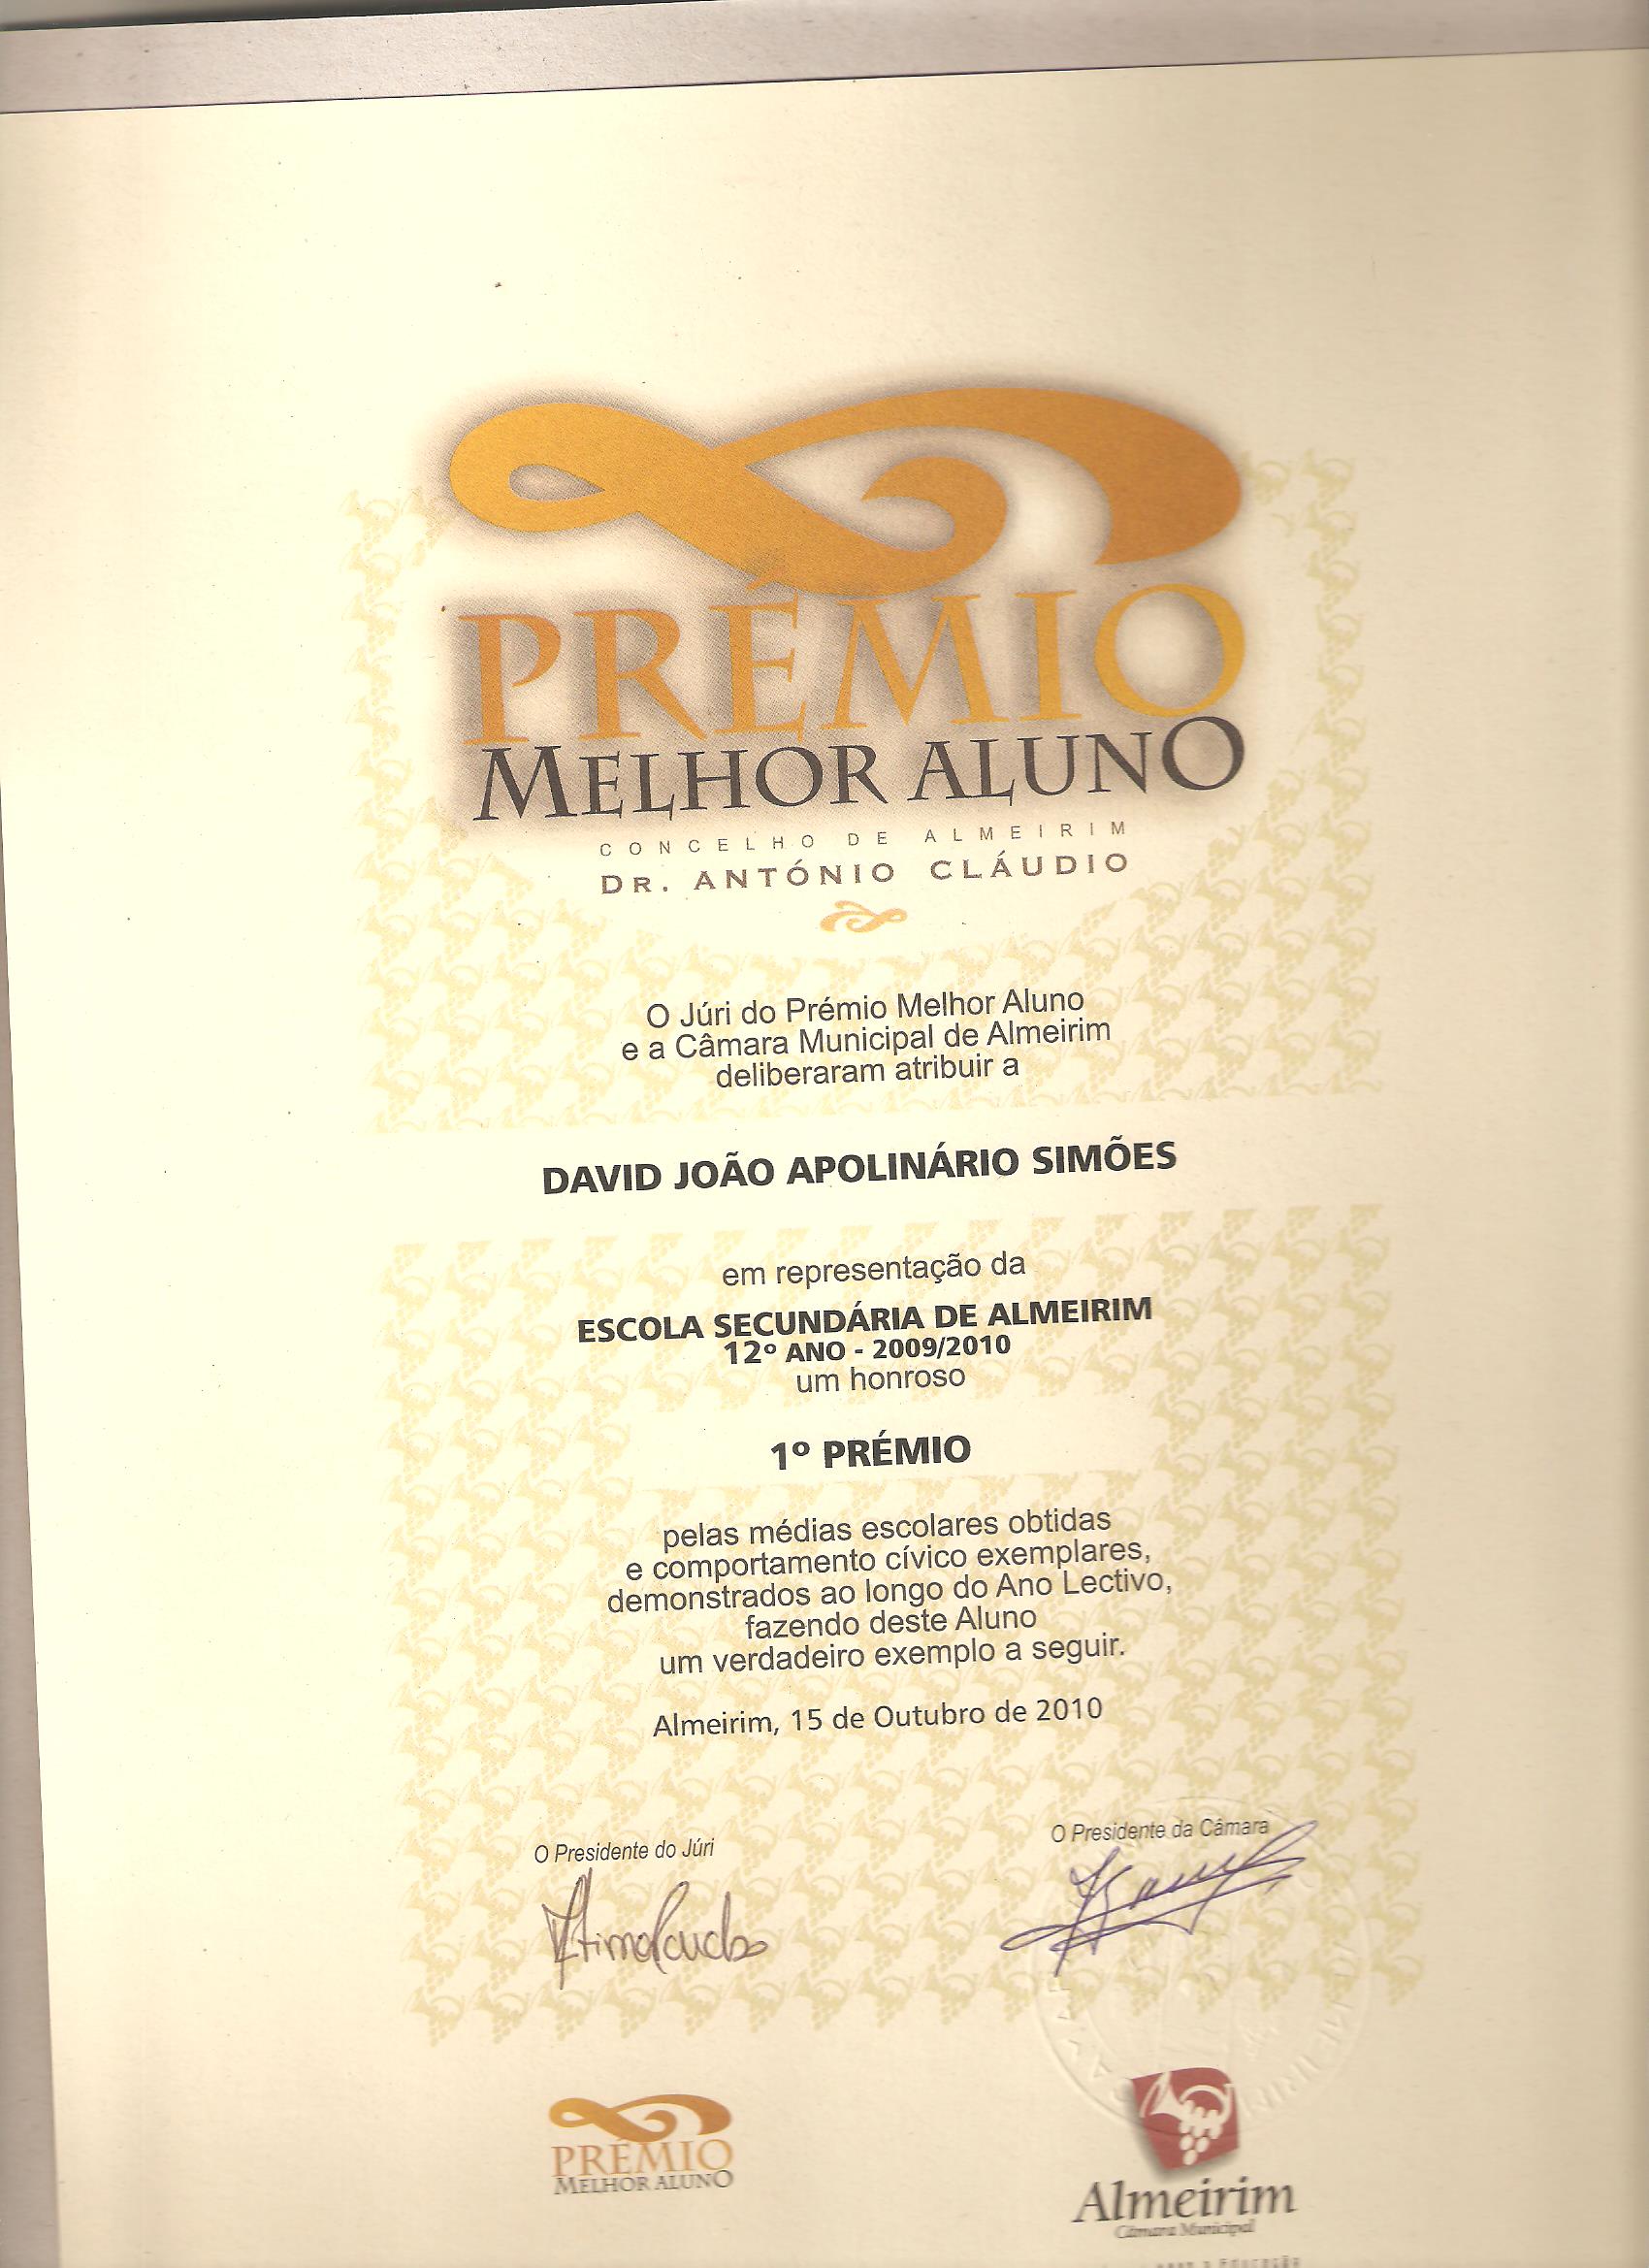 PRÉMIO
MELHOR ALUNO
CONCELHO DE ALMEIRIM
DR. ANTÓNIO CLÁUDIO
O Júri do Prémio Melhor Aluno
e a Câmara Municipal de Almeirim
deliberaram atribuir a
DAVID JOÃO APOLINÁRIO SIMÕES
em representação da
ESCOLA SECUNDÁRIA DE ALMEIRIM
12º ANO - 2009/2010
um honroso
1º PRÉMIO
pelas médias escolares obtidas
e comportamento cívico exemplares,
demonstrados ao longo do Ano Lectivo,
fazendo deste Aluno
um verdadeiro exemplo a seguir.
Almeirim, 15 de Outubro de 2010
O Presidente do Júri
O Presidente da Câmara
PRÉMIO
MELHOR ALUNO
Almeirim
Câmara Municipal